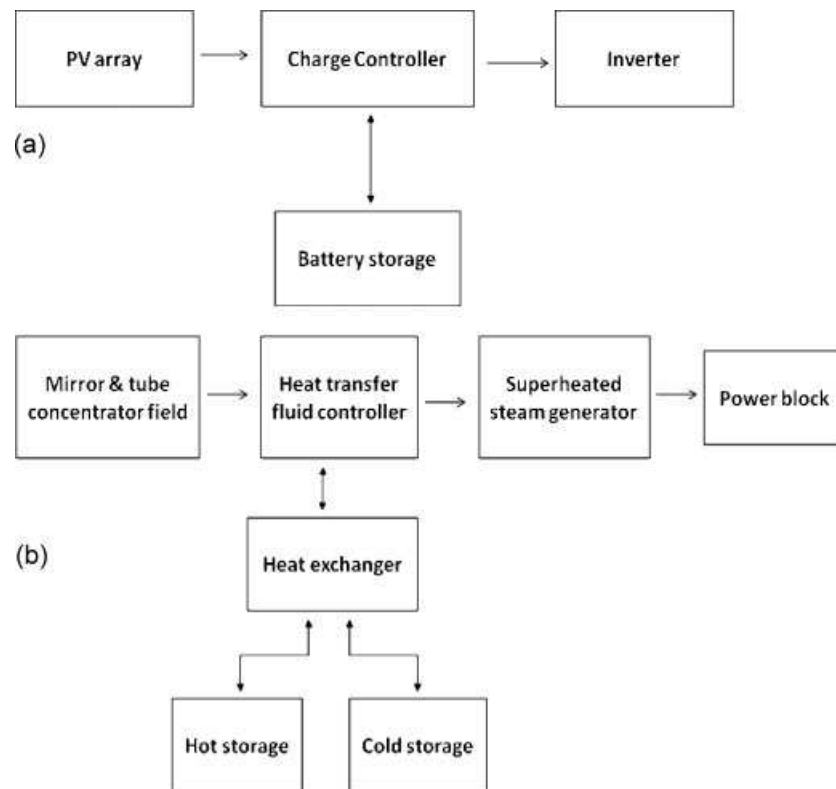 PV array
Charge Controller
Inverter
(a)
Battery storage
Mirror & tube
concentrator field
Heat transfer
fluid controller
Superheated
steam generator
Power block
(b)
Heat exchanger
Hot storage
Cold storage